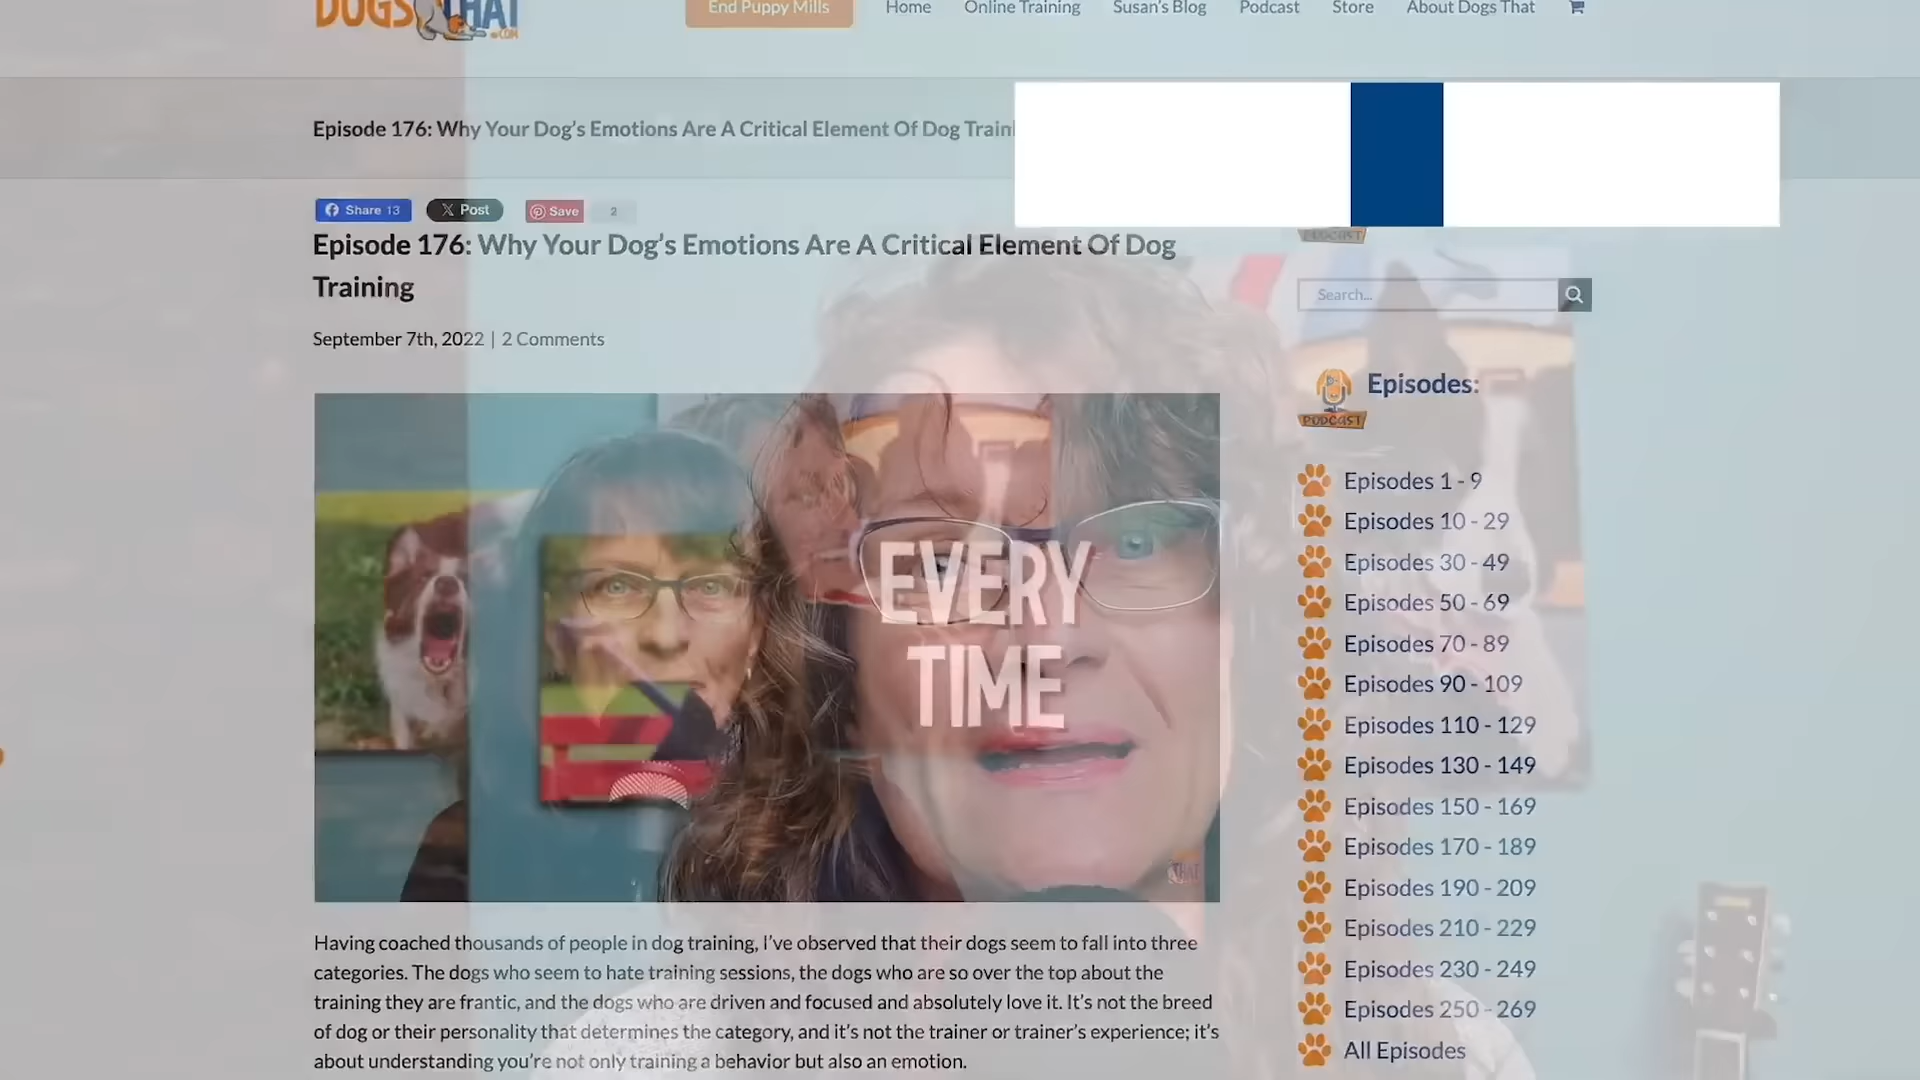 DOGS THAT
.COM
End Puppy Mills
Home
Online Training
Susan's Blog
Podcast
Store
About Dogs That
Episode 176: Why Your Dog's Emotions Are A Critical Element Of Dog
Share 13
Post
Save
2
Episode 176: Why Your Dog's Emotions Are A Critical Element Of Dog
Training
September 7th, 2022 | 2 Comments
EVERY
TIME
THAT
Having coached thousands of people in dog training, I've observed that their dogs seem to fall into three
categories. The dogs who seem to hate training sessions, the dogs who are so over the top about the
training they are frantic, and the dogs who are driven and focused and absolutely love it. It's not the breed
of dog or their personality that determines the category, and it's not the trainer or trainer's experience; it's
about understanding you're not only training a behavior but also an emotion.
PODCAST
Search...
Episodes:
PODCAST
Episodes 1 - 9
Episodes 10 - 29
Episodes 30 - 49
Episodes 50 - 69
Episodes 70 - 89
Episodes 90 - 109
Episodes 110 - 129
Episodes 130 - 149
Episodes 150 - 169
Episodes 170 - 189
Episodes 190 - 209
Episodes 210 - 229
Episodes 230 - 249
Episodes 250 - 269
All Episodes